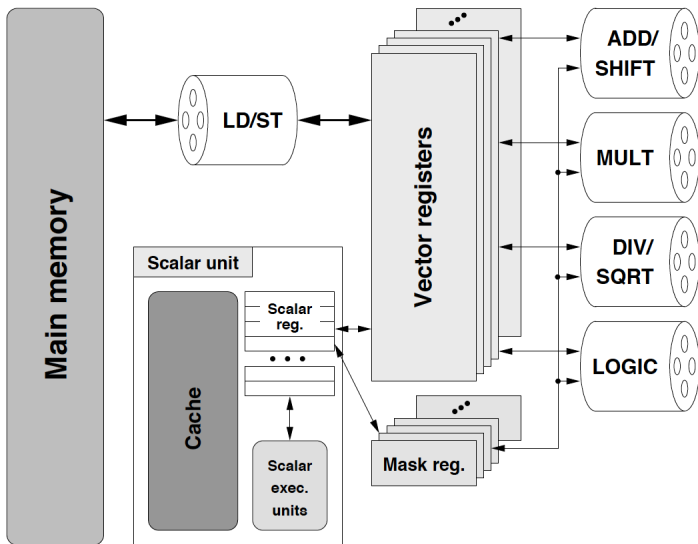 Main memory
LD/ST
Vector registers
ADD/
SHIFT
MULT
DIV/
SQRT
LOGIC
Scalar unit
Cache
Scalar
reg.
Scalar
exec.
units
Mask reg.